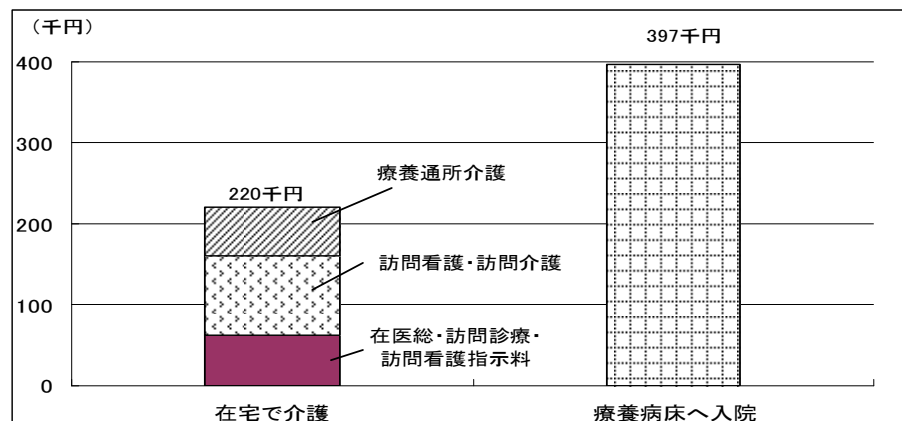 (千円)
397千円
400
300
療養通所介護
220千円
200
訪問看護・訪問介護
100
在医総・訪問診療・
訪問看護指示料
0
在宅で介護
療養病床へ入院